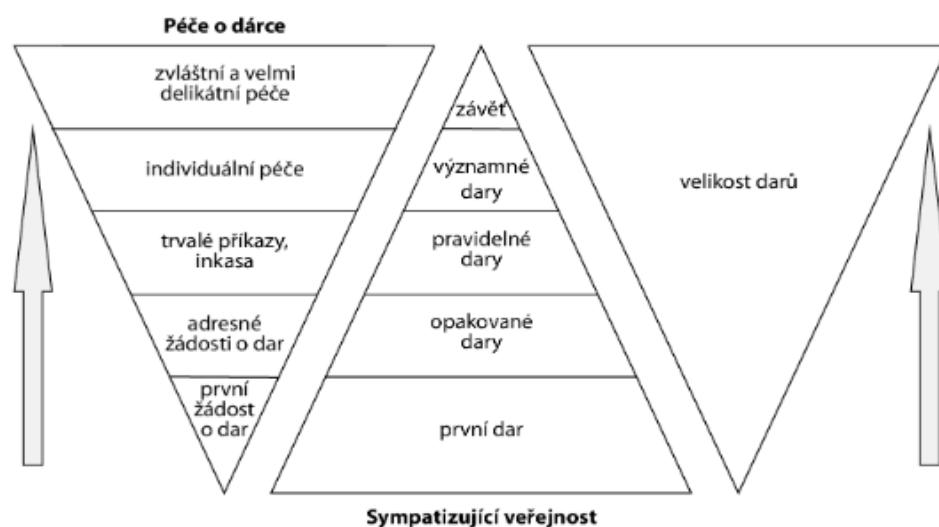 Péče o dárce
zvláštní a velmi
delikátní péče
individuální péče
trvalé příkazy,
inkasa
adresné
žádosti o dar
první
žádost
o dar
závěť
významné
dary
pravidelné
dary
opakované
dary
první dar
velikost darů
Sympatizující veřejnost